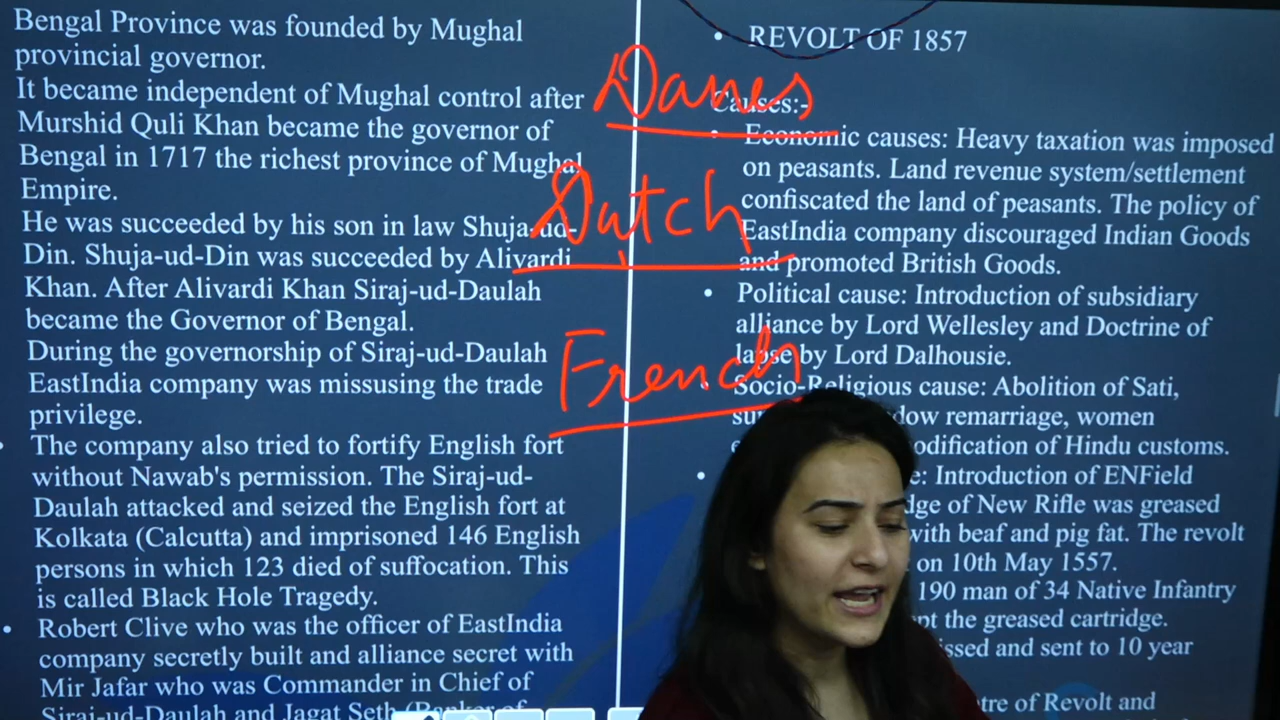 Bengal Province was founded by Mughal
provincial governor.
It became independent of Mughal control after
Murshid Quli Khan became the governor of
Bengal in 1717 the richest province of Mughal
Empire.
He was succeeded by his son in law Shuja-ud-
Din. Shuja-ud-Din was succeeded by Alivardi
Khan. After Alivardi Khan Siraj-ud-Daulah
became the Governor of Bengal.
During the governorship of Siraj-ud-Daulah
EastIndia company was missusing the trade
privilege.
The company also tried to fortify English fort
without Nawab's permission. The Siraj-ud-
Daulah attacked and seized the English fort at
Kolkata (Calcutta) and imprisoned 146 English
persons in which 123 died of suffocation. This
is called Black Hole Tragedy.
• Robert Clive who was the officer of EastIndia
company secretly built and alliance secret with
Mir Jafar who was Commander in Chief of
Siraj-ud-Daulah and Jagat Seth (Banker of
Danes
Dutch
French
• REVOLT OF 1857
Causes:-
• Economic causes: Heavy taxation was imposed
on peasants. Land revenue system/settlement
confiscated the land of peasants. The policy of
EastIndia company discouraged Indian Goods
and promoted British Goods.
• Political cause: Introduction of subsidiary
alliance by Lord Wellesley and Doctrine of
lapse by Lord Dalhousie.
• Socio-Religious cause: Abolition of Sati,
remarriage, women
odification of Hindu customs.
Introduction of ENField
of New Rifle was greased
with beaf and pig fat. The revolt
on 10th May 1557.
190 man of 34 Native Infantry
the greased cartridge.
and sent to 10 year
of Revolt and